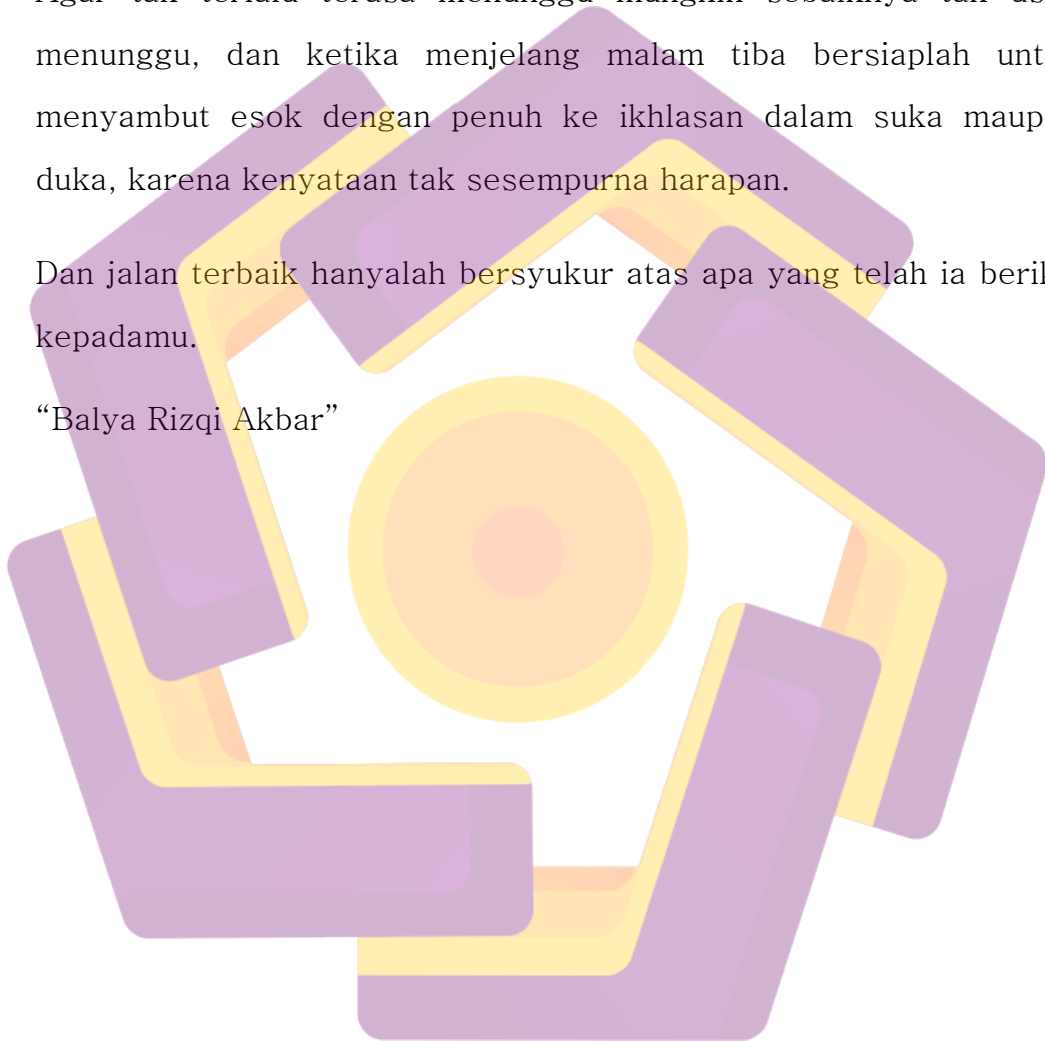 menunggu, dan ketika menjelang malam tiba bersiaplah unt
menyambut esok dengan penuh ke ikhlasan dalam suka maup
duka, karena kenyataan tak sesempurna harapan.
Dan jalan terbaik hanyalah bersyukur atas apa yang telah ia berik
kepadamu.
“Balya Rizqi Akbar”